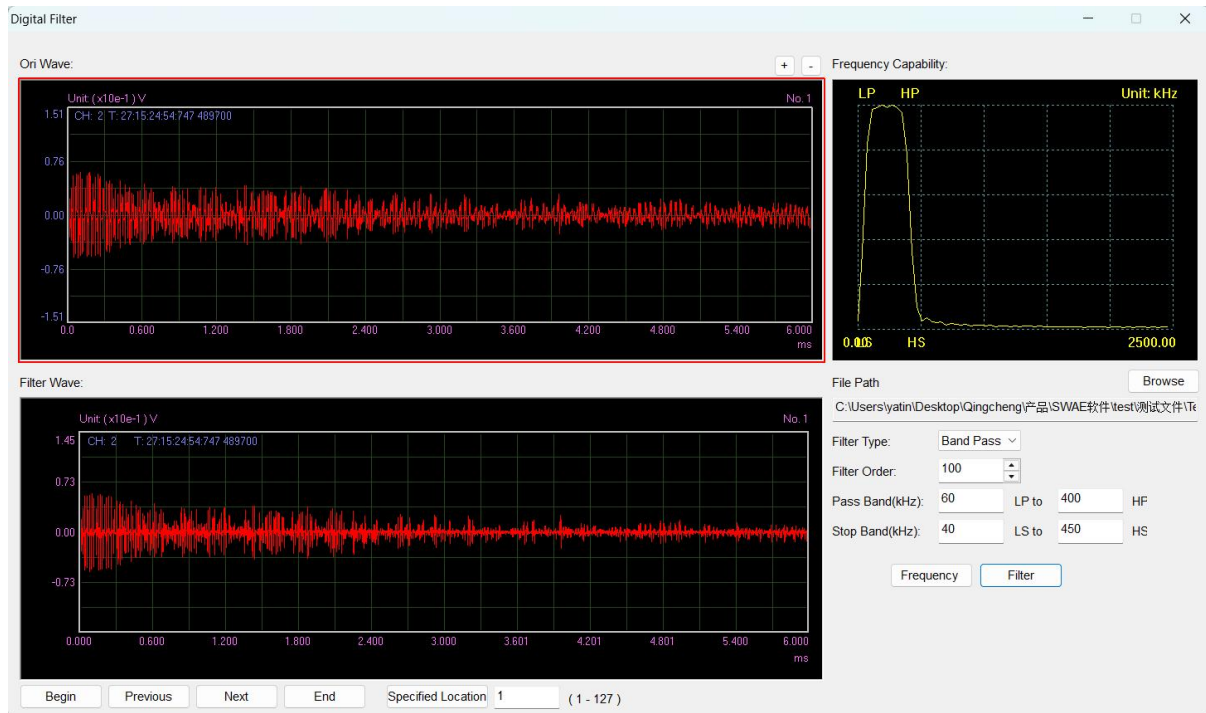 Digital Filter
Ori Wave:
+ -
Unit: (x10e-1) V
No. 1
CH: 2 T: 27:15:24:54:747 489700
1.51
0.76
0.00
-0.76
-1.51
0.0 0.600 1.200 1.800 2.400 3.000 3.600 4.200 4.800 5.400 6.000
ms
Frequency Capability:
LP HP Unit: kHz
HS 2500.00
Filter Wave:
Unit: (x10e-1) V
No. 1
CH: 2 T: 27:15:24:54:747 489700
1.45
0.73
0.00
-0.73
0.000 0.600 1.200 1.800 2.400 3.000 3.601 4.201 4.801 5.400 6.000
ms
File Path
Browse
C:\Users\yatin\Desktop\Qingcheng\产品\SWAE软件\test\测试文件\Te
Filter Type: Band Pass
Filter Order: 100
Pass Band(kHz): 60 LP to 400 HP
Stop Band(kHz): 40 LS to 450 HS
Frequency Filter
Begin Previous Next End Specified Location 1 ( 1 - 127 )